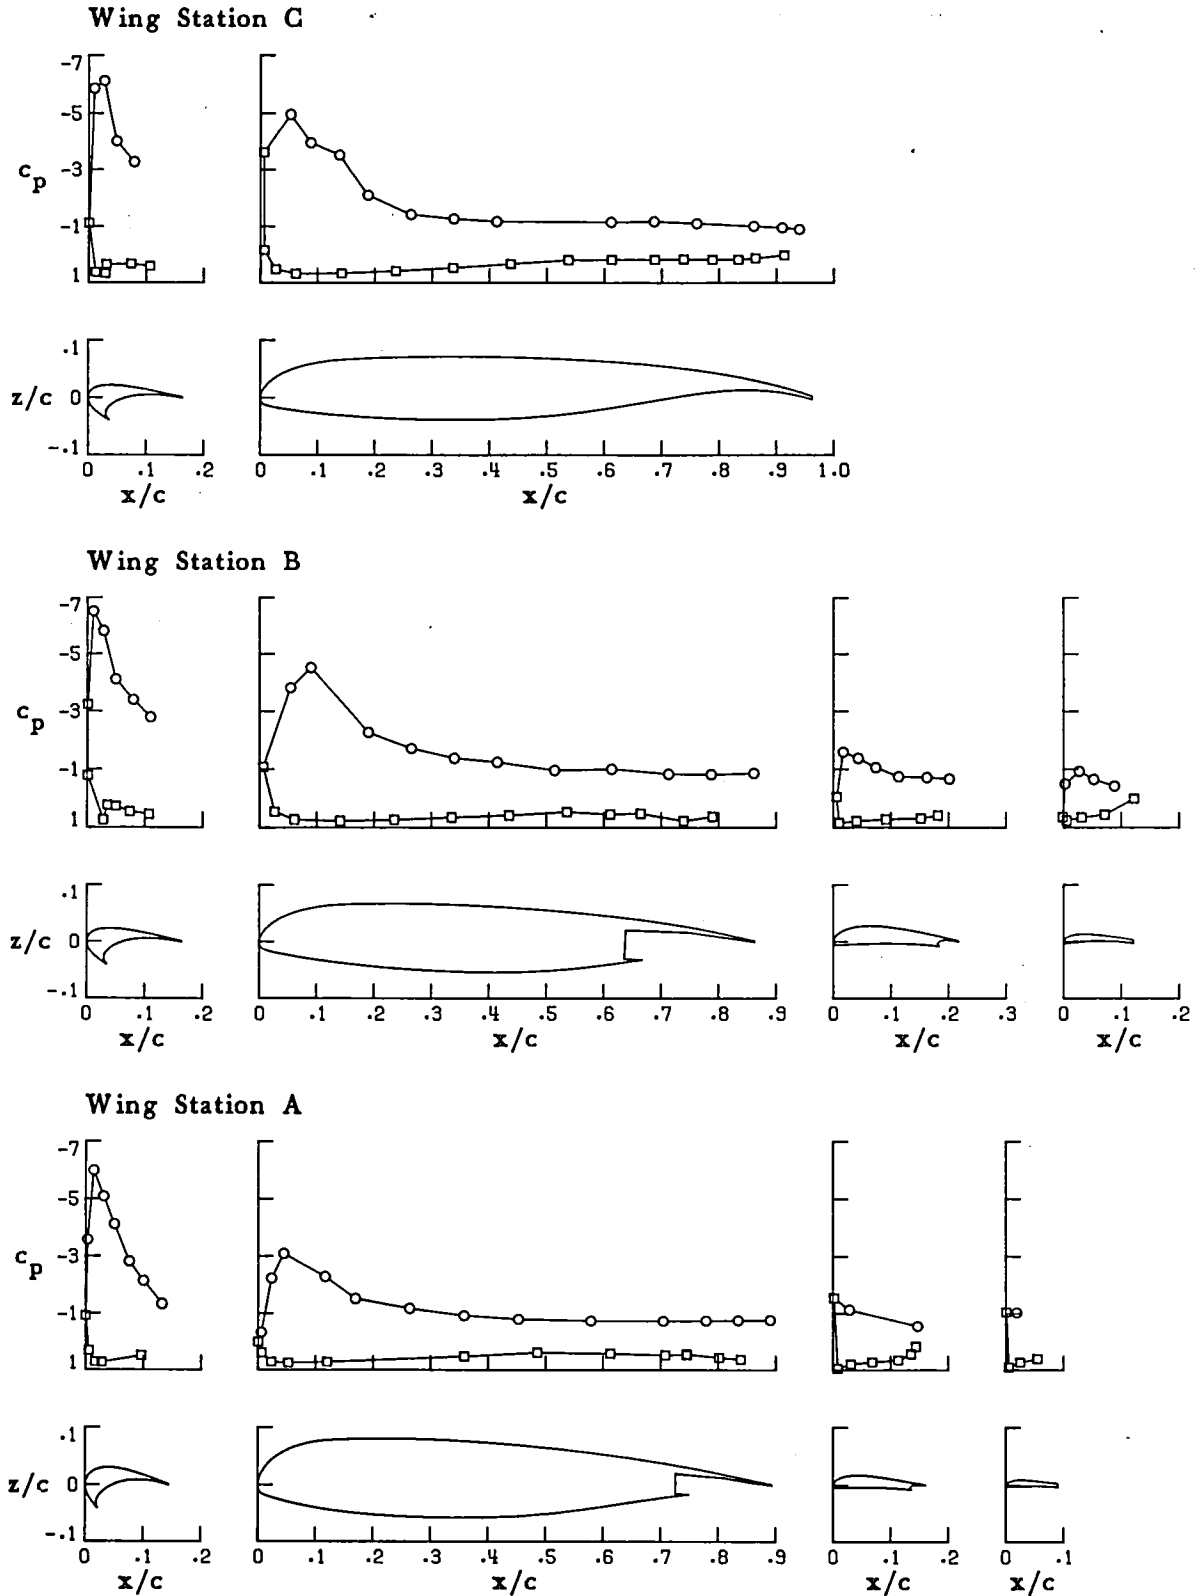 Wing Station C
-7
-5
-3
-1
1
c_p
.1
0
-.1
z/c
0 .1 .2
x/c
0 .1 .2 .3 .4 .5 .6 .7 .8 .9 1.0
x/c
Wing Station B
-7
-5
-3
-1
1
c_p
.1
0
-.1
z/c
0 .1 .2
x/c
0 .1 .2 .3 .4 .5 .6 .7 .8 .9
x/c
0 .1 .2 .3
x/c
0 .1 .2
x/c
Wing Station A
-7
-5
-3
-1
1
c_p
.1
0
-.1
z/c
0 .1 .2
x/c
0 .1 .2 .3 .4 .5 .6 .7 .8 .9
x/c
0 .1 .2
x/c
0 .1
x/c